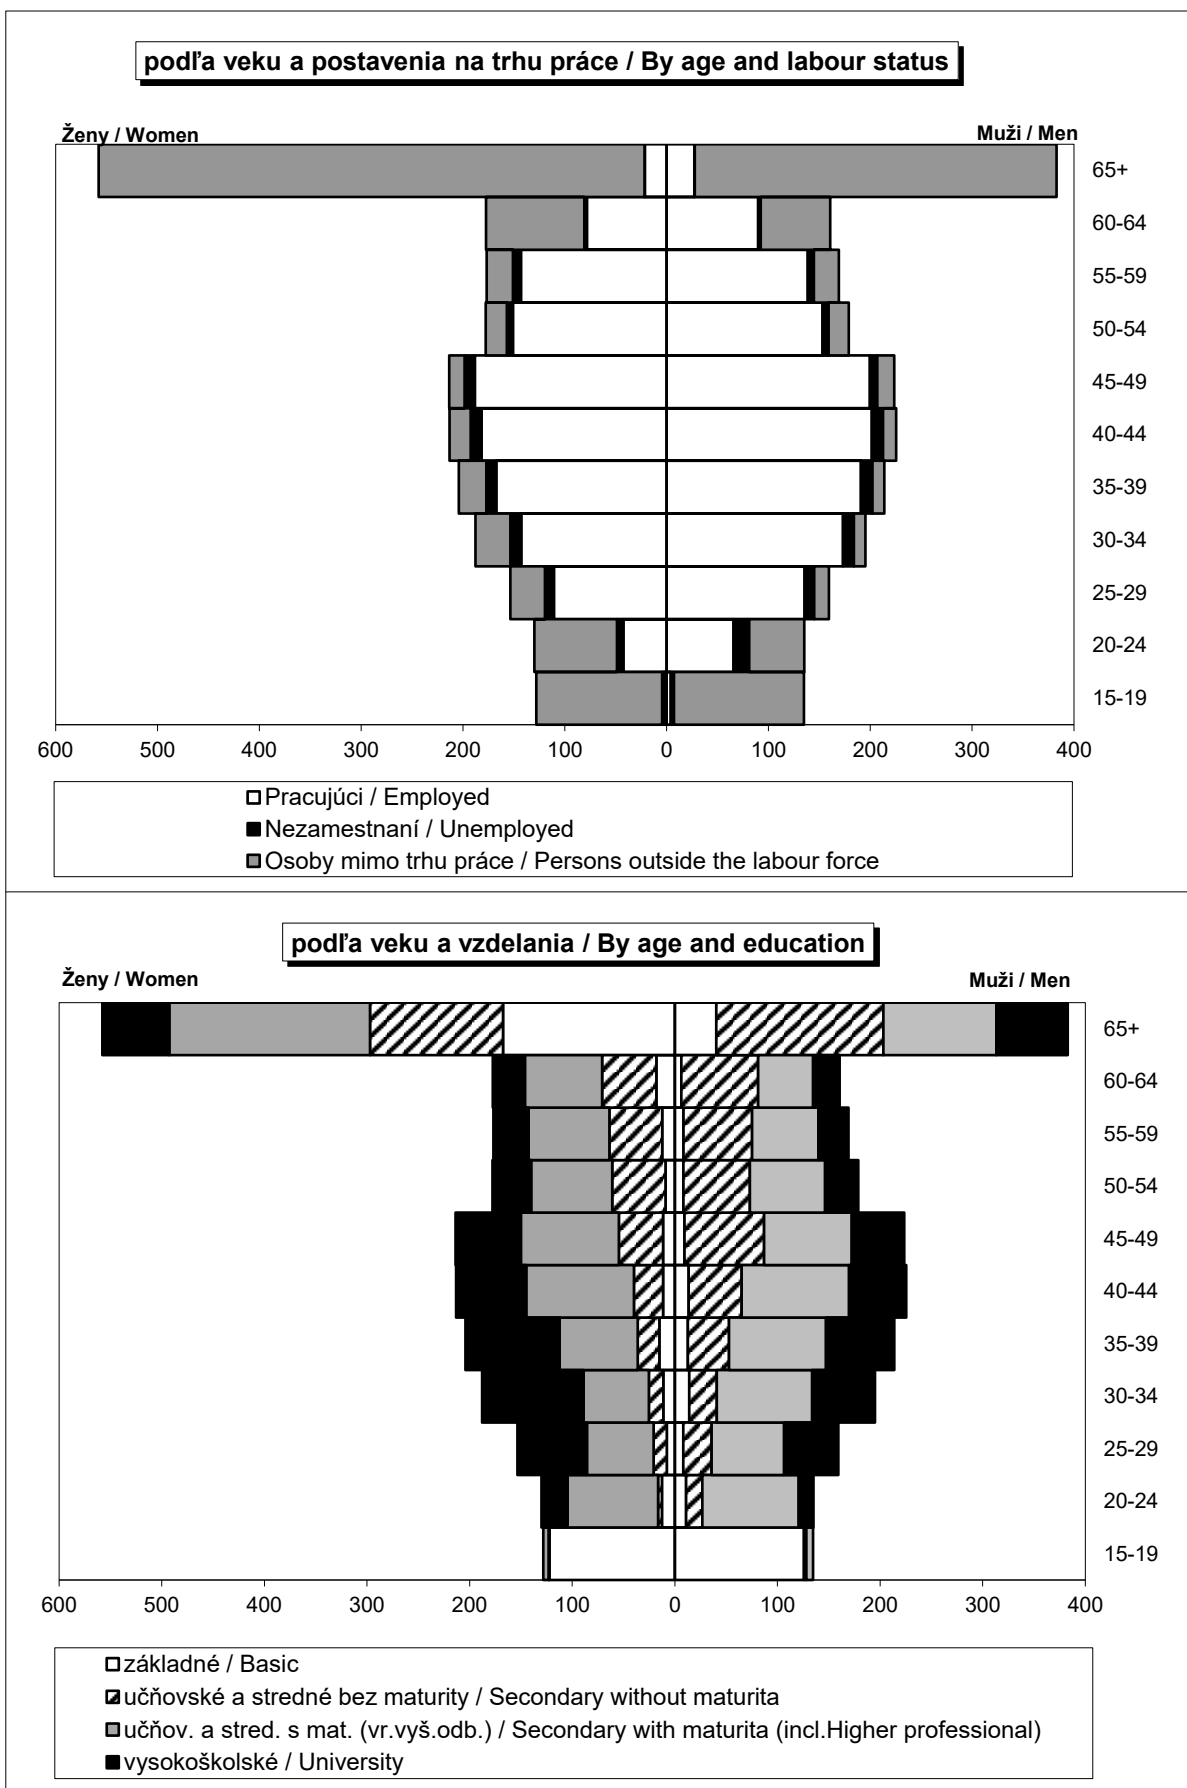 podľa veku a postavenia na trhu práce / By age and labour status
Ženy / Women
Muži / Men
65+
60-64
55-59
50-54
45-49
40-44
35-39
30-34
25-29
20-24
15-19
600 500 400 300 200 100 0 100 200 300 400
Pracujúci / Employed
Nezamestnaní / Unemployed
Osoby mimo trhu práce / Persons outside the labour force
podľa veku a vzdelania / By age and education
Ženy / Women
Muži / Men
65+
60-64
55-59
50-54
45-49
40-44
35-39
30-34
25-29
20-24
15-19
600 500 400 300 200 100 0 100 200 300 400
základné / Basic
učňovské a stredné bez maturity / Secondary without maturita
učňov. a stred. s mat. (vr.vyš.odb.) / Secondary with maturita (incl.Higher professional)
vysokoškolské / University